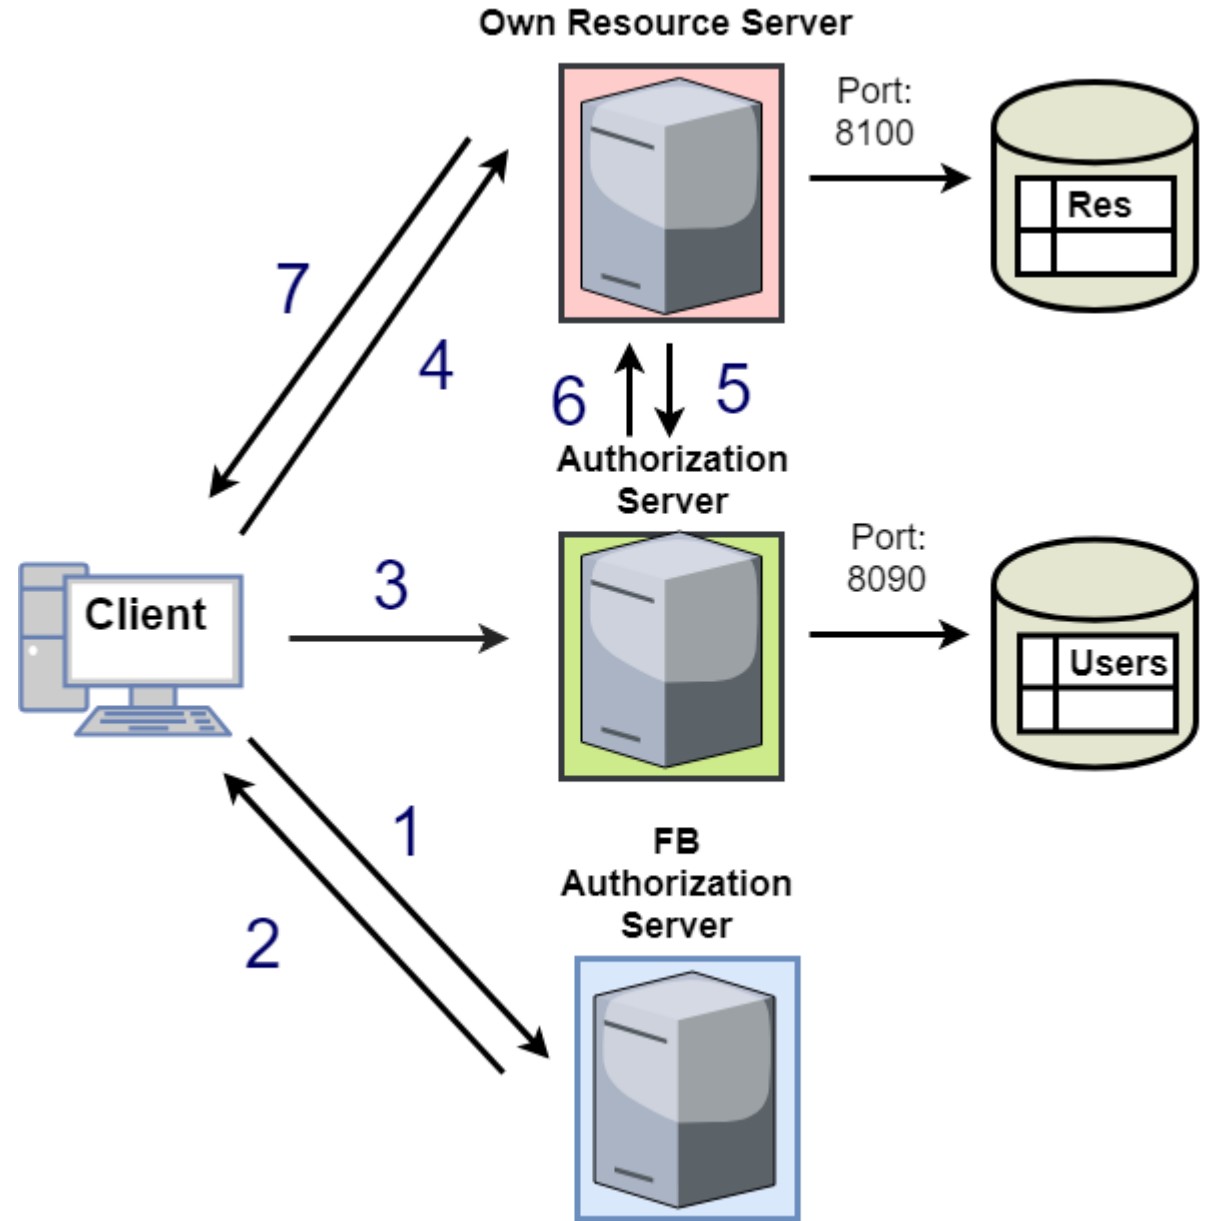 Own Resource Server
Port:
8100
Res
7
4
6
5
Authorization
Server
Port:
8090
3
Client
Users
1
FB
Authorization
Server
2